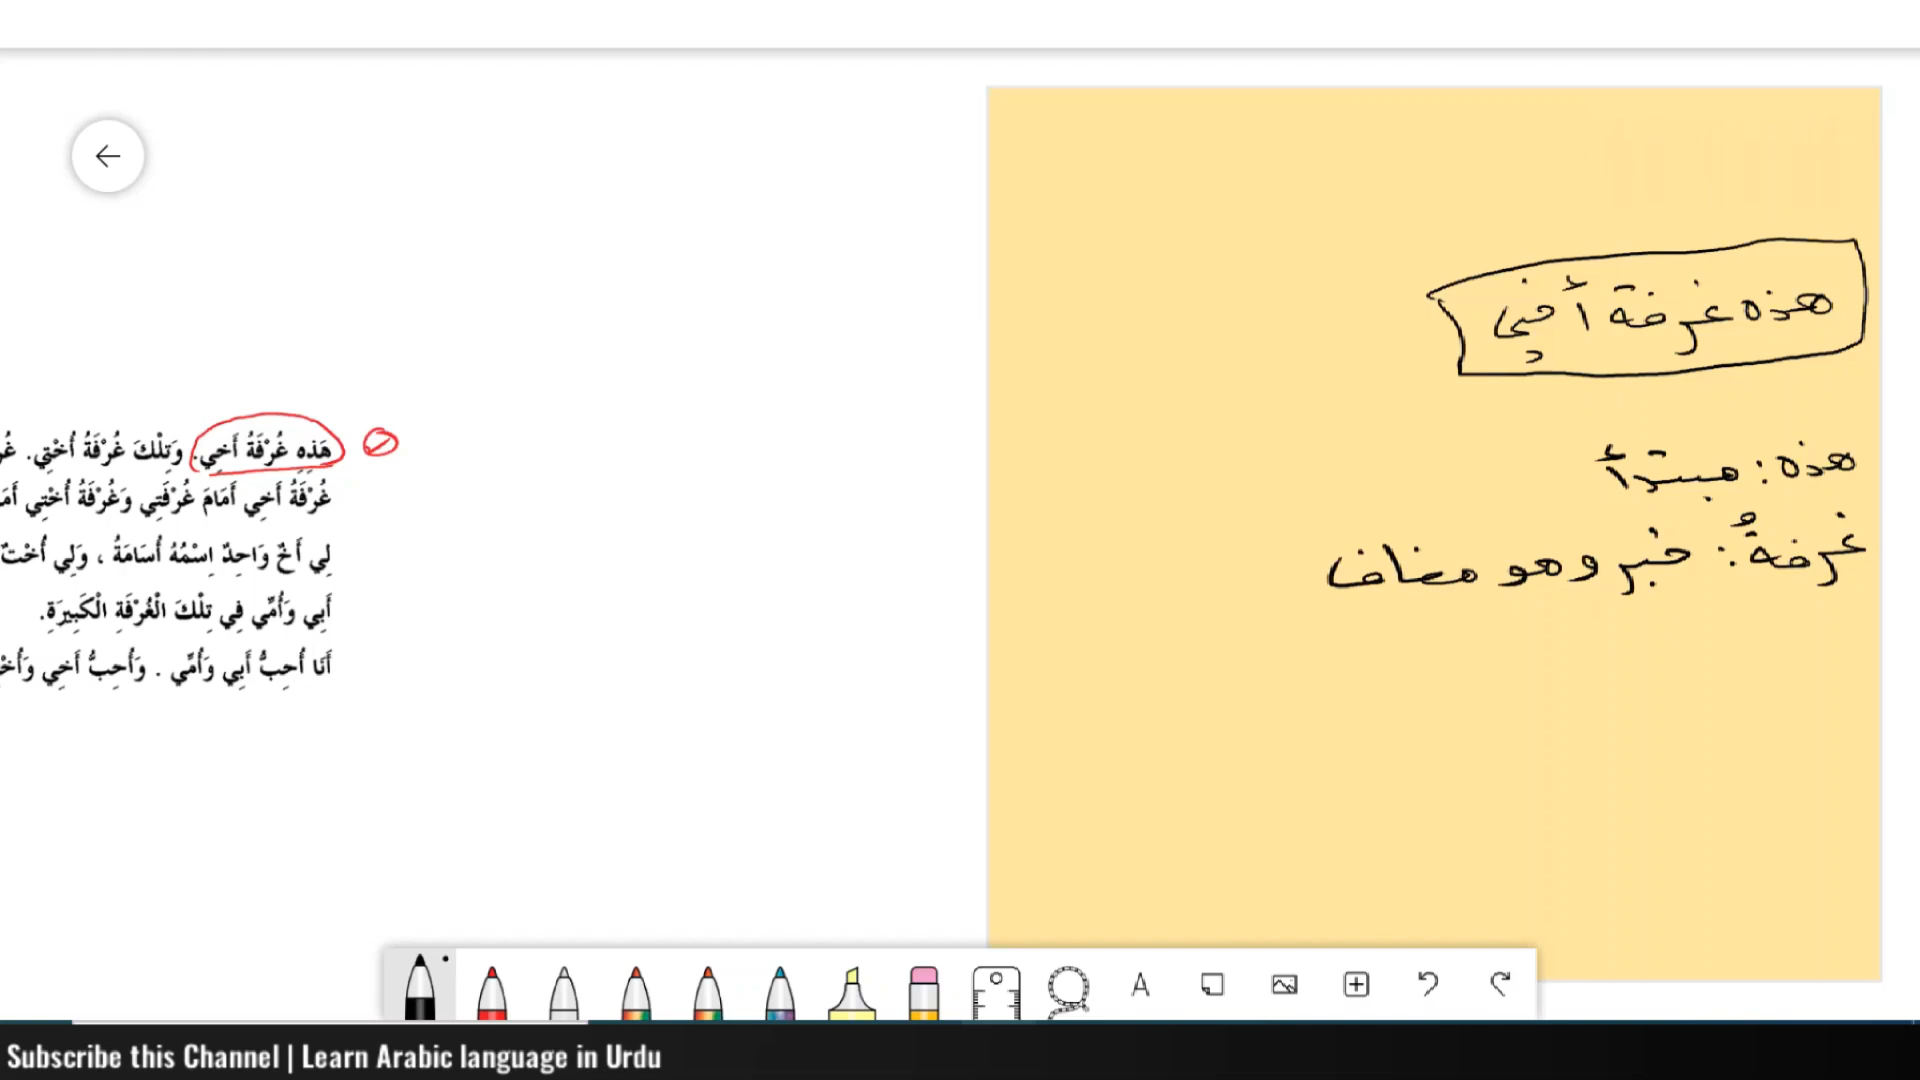 هذه غرفة أخي
هذه: مبتدأ
غرفةُ: خبر وهو مضاف
هَذِهِ غُرْفَةُ أَخِي. وَتِلْكَ غُرْفَةُ أُخْتِي.
غُرْفَةُ أَخِي أَمَامَ غُرْفَتِي وَغُرْفَةُ أُخْتِي
لِي أَخٌ وَاحِدٌ اِسْمُهُ أُسَامَةُ ، وَلِي أُخْتٌ
أَبِي وَأُمِّي فِي تِلْكَ الْغُرْفَةِ الْكَبِيرَةِ.
أَنَا أُحِبُّ أَبِي وَأُمِّي . وَأُحِبُّ أَخِي
Subscribe this Channel | Learn Arabic language in Urdu